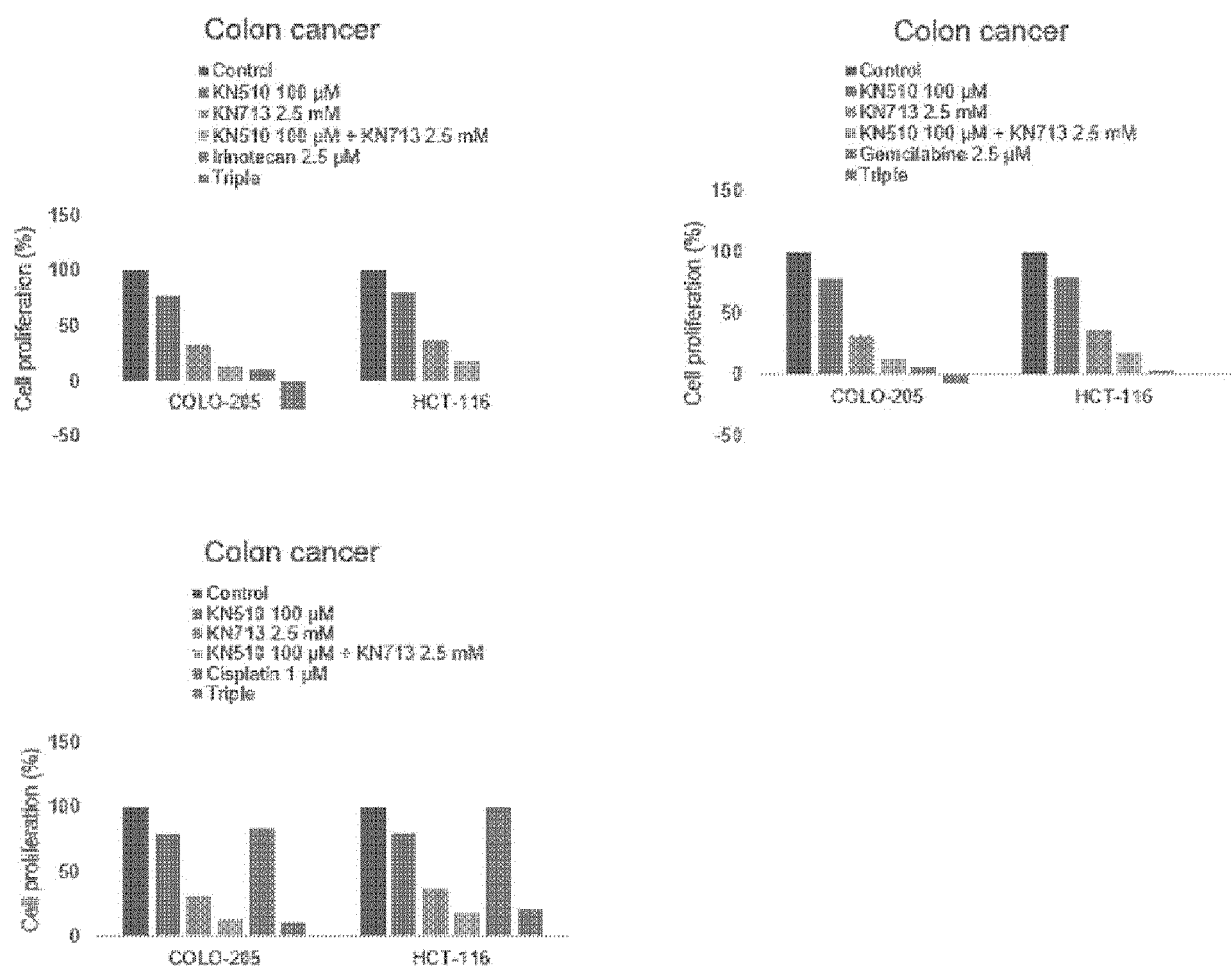 Colon cancer
Control
KN510 100 µM
KN713 2.5 mM
KN510 100 µM + KN713 2.5 mM
Irinotecan 2.5 µM
Triple
Cell proliferation (%)
150
100
50
0
-50
COLO-205
HCT-116
Colon cancer
Control
KN510 100 µM
KN713 2.5 mM
KN510 100 µM + KN713 2.5 mM
Gemcitabine 2.5 µM
Triple
Cell proliferation (%)
150
100
50
0
-50
COLO-205
HCT-116
Colon cancer
Control
KN510 100 µM
KN713 2.5 mM
KN510 100 µM + KN713 2.5 mM
Cisplatin 1 µM
Triple
Cell proliferation (%)
150
100
50
0
COLO-205
HCT-116